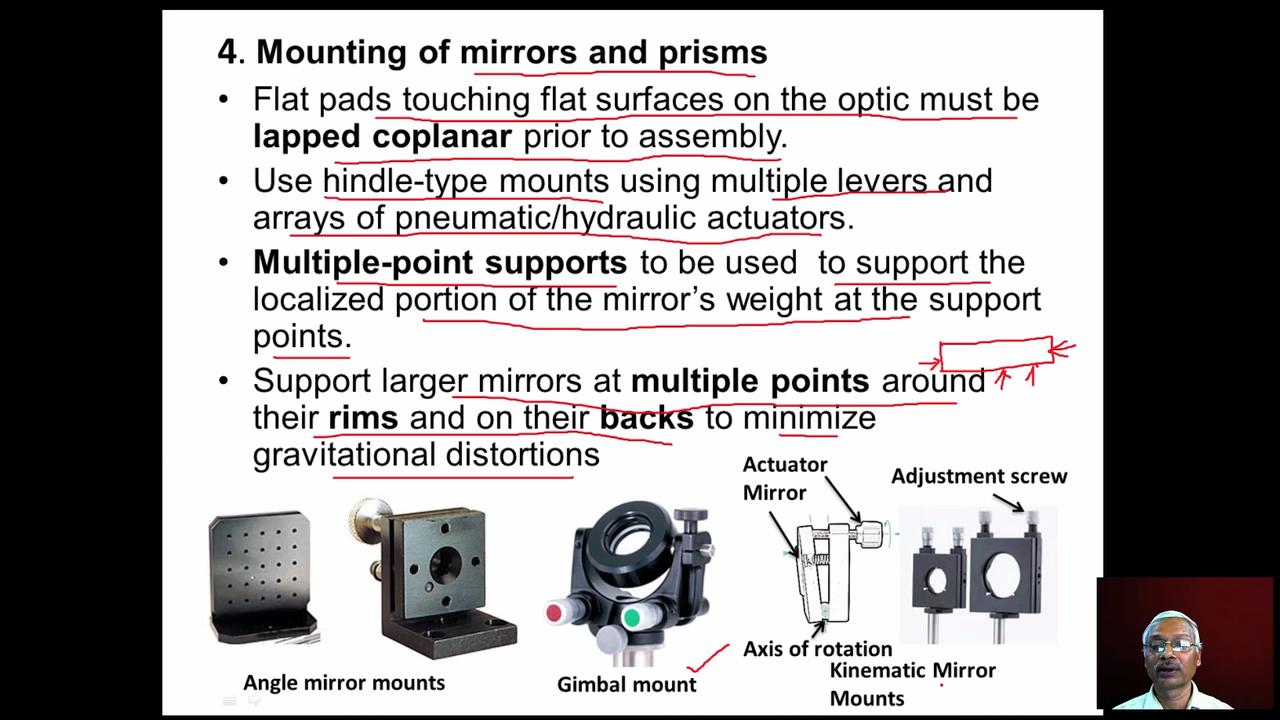 4. Mounting of mirrors and prisms
• Flat pads touching flat surfaces on the optic must be
lapped coplanar prior to assembly.
• Use hindle-type mounts using multiple levers and
arrays of pneumatic/hydraulic actuators.
• Multiple-point supports to be used to support the
localized portion of the mirror's weight at the support
points.
• Support larger mirrors at multiple points around
their rims and on their backs to minimize
gravitational distortions
Actuator
Mirror
Adjustment screw
Axis of rotation
Kinematic Mirror
Mounts
Angle mirror mounts
Gimbal mount